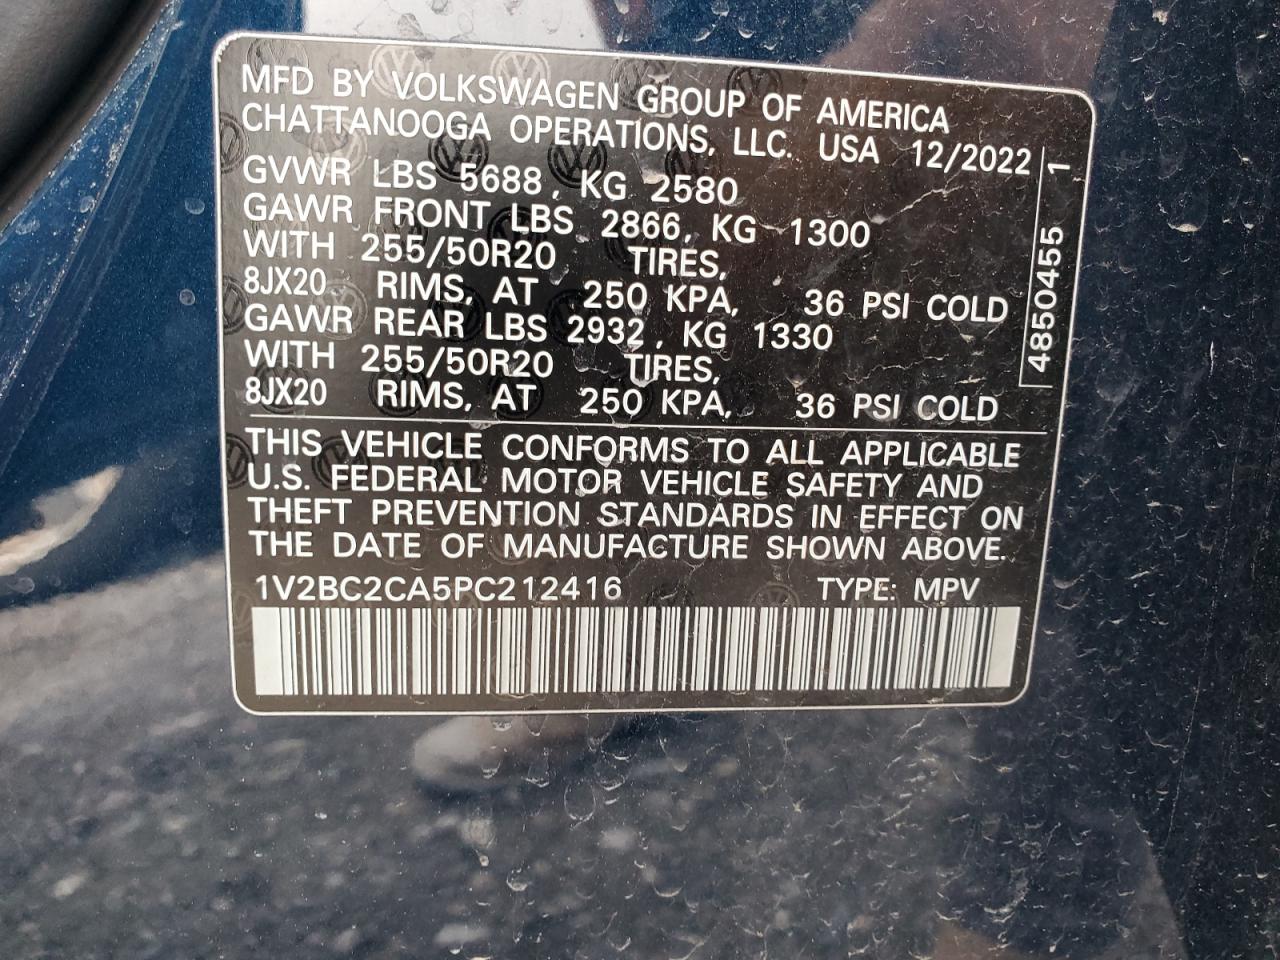 MFD BY VOLKSWAGEN GROUP OF AMERICA
CHATTANOOGA OPERATIONS, LLC. USA 12/2022
GVWR LBS 5688, KG 2580
GAWR FRONT LBS 2866, KG 1300
WITH 255/50R20 TIRES,
8JX20 RIMS, AT 250 KPA, 36 PSI COLD
GAWR REAR LBS 2932, KG 1330
WITH 255/50R20 TIRES,
8JX20 RIMS, AT 250 KPA, 36 PSI COLD
4850455 1
THIS VEHICLE CONFORMS TO ALL APPLICABLE
U.S. FEDERAL MOTOR VEHICLE SAFETY AND
THEFT PREVENTION STANDARDS IN EFFECT ON
THE DATE OF MANUFACTURE SHOWN ABOVE.
1V2BC2CA5PC212416 TYPE: MPV